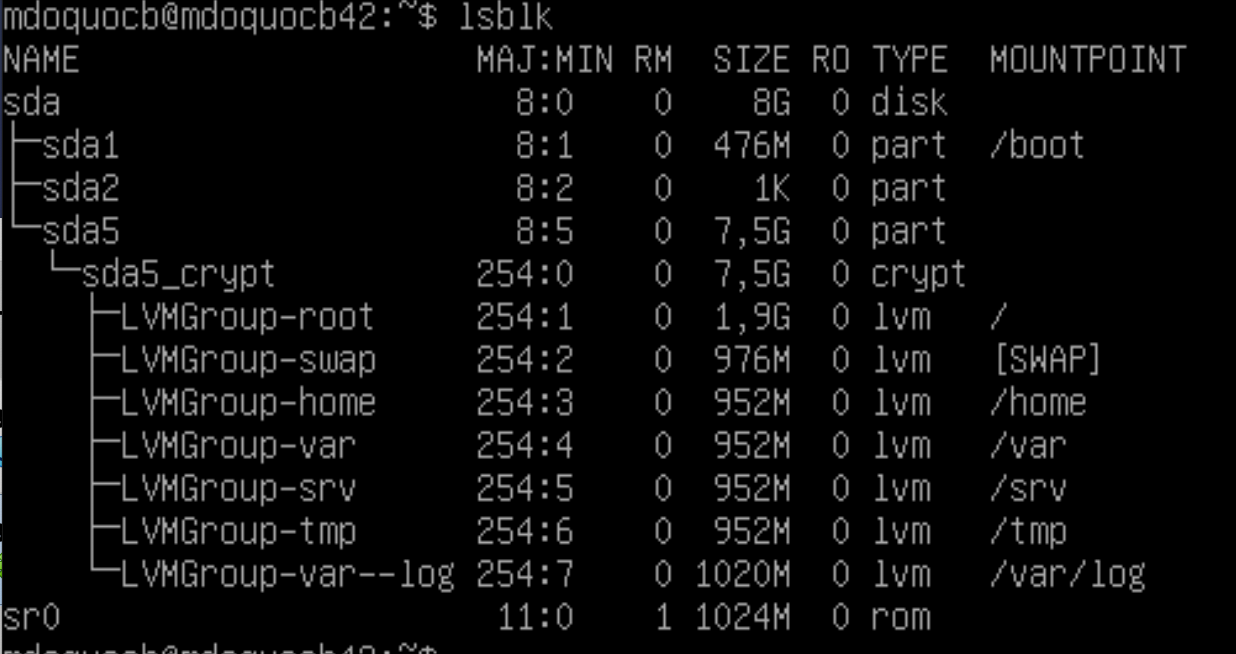 mdoquocb@mdoquocb42:~$ lsblk
NAME                    MAJ:MIN RM   SIZE RO TYPE  MOUNTPOINT
sda                       8:0    0     8G  0 disk
├─sda1                    8:1    0   476M  0 part  /boot
├─sda2                    8:2    0     1K  0 part
└─sda5                    8:5    0   7,5G  0 part
  └─sda5_crypt          254:0    0   7,5G  0 crypt
    ├─LVMGroup-root     254:1    0   1,9G  0 lvm   /
    ├─LVMGroup-swap     254:2    0   976M  0 lvm   [SWAP]
    ├─LVMGroup-home     254:3    0   952M  0 lvm   /home
    ├─LVMGroup-var      254:4    0   952M  0 lvm   /var
    ├─LVMGroup-srv      254:5    0   952M  0 lvm   /srv
    ├─LVMGroup-tmp      254:6    0   952M  0 lvm   /tmp
    └─LVMGroup-var--log 254:7    0  1020M  0 lvm   /var/log
sr0                      11:0    1  1024M  0 rom
mdoquocb@mdoquocb42:~$